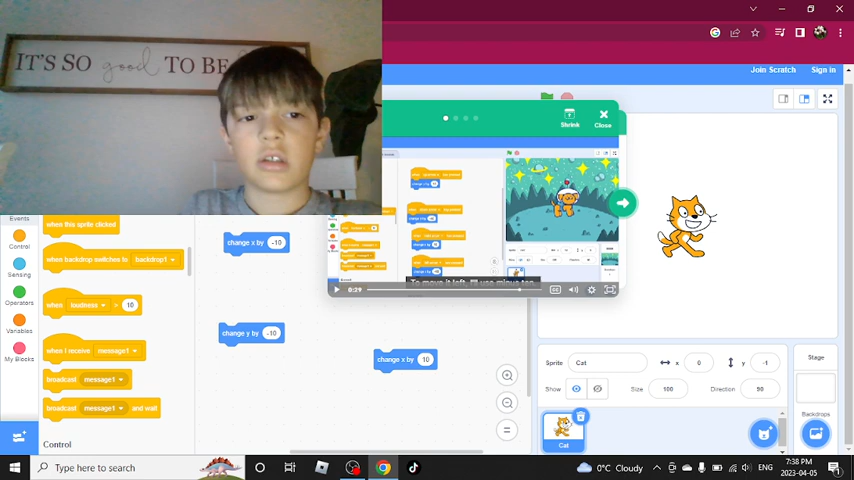 IT'S SO good TO BE
Join Scratch
Sign in
Shrink
Close
Events
Control
Sensing
Operators
Variables
My Blocks
when this sprite clicked
when backdrop switches to backdrop1
when loudness > 10
when I receive message1
broadcast message1
broadcast message1 and wait
Control
change x by -10
change y by -10
change x by 10
0:29
CC
Sprite Cat x 0 y -1
Show Size 100 Direction 90
Cat
Stage
Backdrops
Type here to search
0°C Cloudy
ENG
7:38 PM
2023-04-05